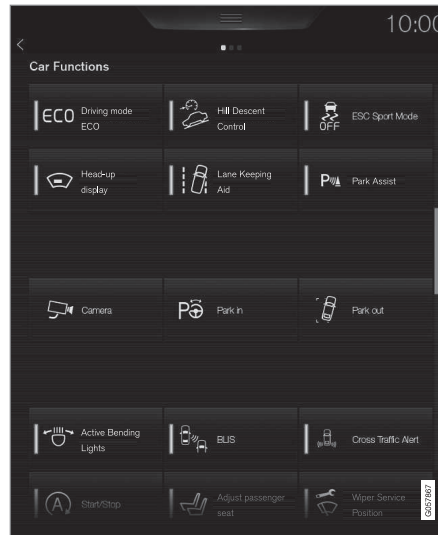 10:00
Car Functions
ECO Driving mode
ECO
Hill Descent
Control
OFF ESC Sport Mode
Head-up
display
Lane Keeping
Aid
P Park Assist
Camera
P Park in
Park out
Active Bending
Lights
BLIS
Cross Traffic Alert
A Start/Stop
Adjust passenger
seat
Wiper Service
Position
G057867